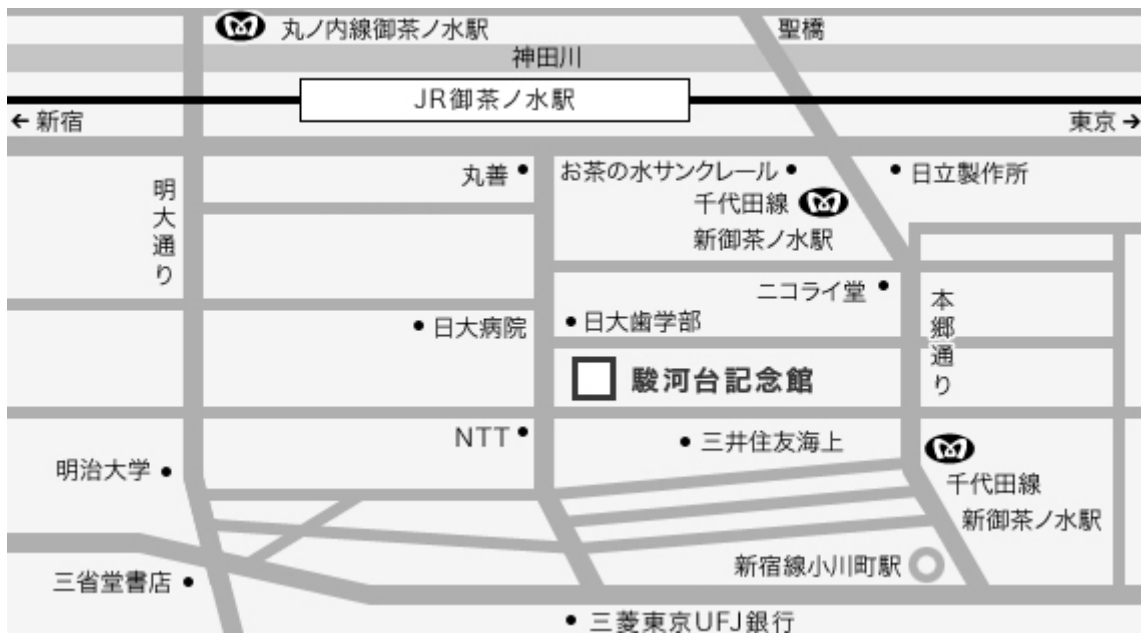 丸ノ内線御茶ノ水駅
聖橋
神田川
JR御茶ノ水駅
←新宿
東京→
丸善
お茶の水サンクレール
日立製作所
千代田線
新御茶ノ水駅
明大通り
ニコライ堂
本郷通り
日大病院
日大歯学部
駿河台記念館
NTT
三井住友海上
明治大学
千代田線
新御茶ノ水駅
新宿線小川町駅
三省堂書店
三菱東京UFJ銀行